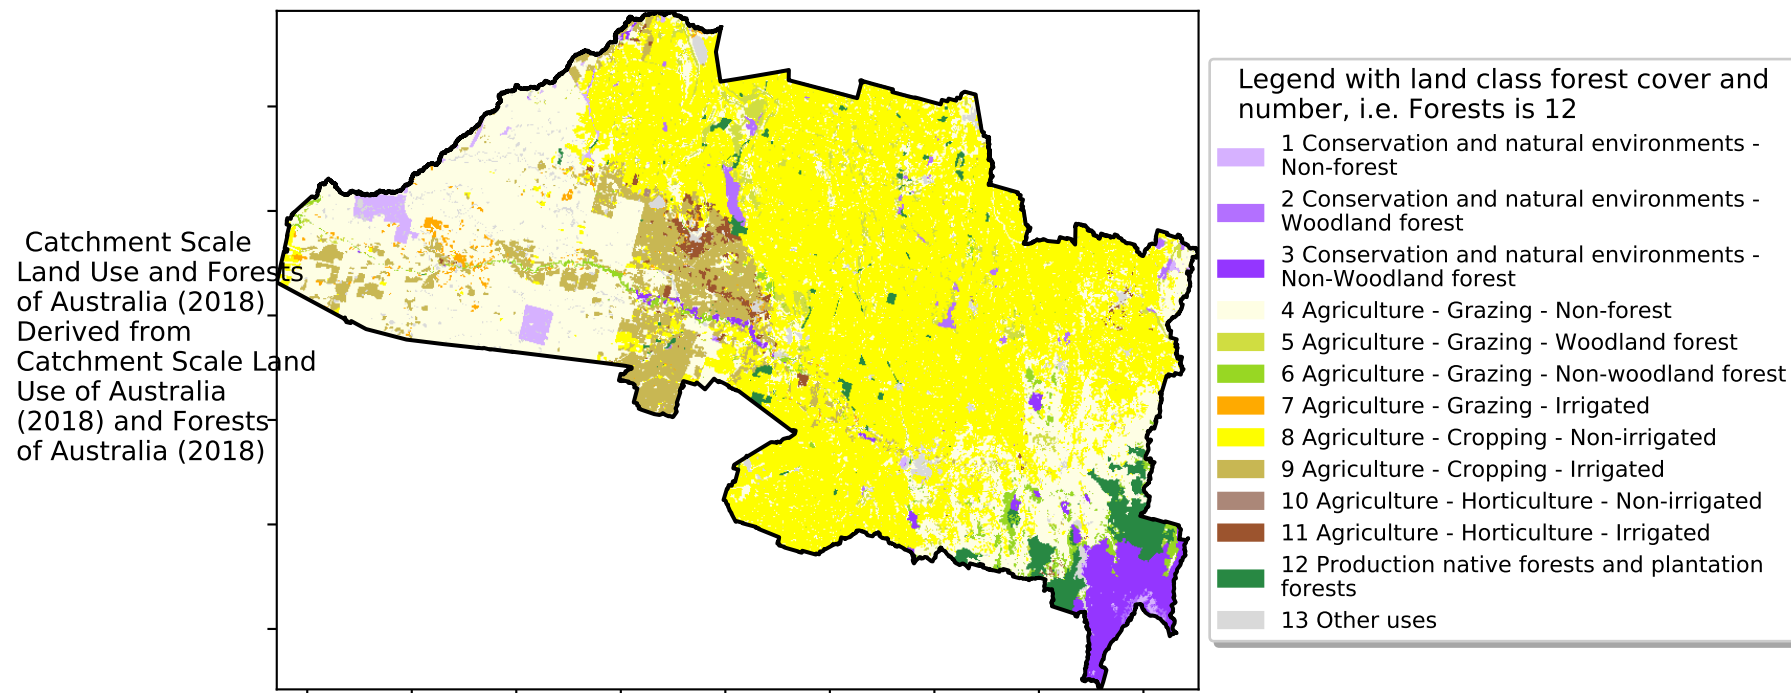 Catchment Scale
Land Use and Forests
of Australia (2018)
Derived from
Catchment Scale Land
Use of Australia
(2018) and Forests
of Australia (2018)
Legend with land class forest cover and
number, i.e. Forests is 12
1 Conservation and natural environments -
Non-forest
2 Conservation and natural environments -
Woodland forest
3 Conservation and natural environments -
Non-Woodland forest
4 Agriculture - Grazing - Non-forest
5 Agriculture - Grazing - Woodland forest
6 Agriculture - Grazing - Non-woodland forest
7 Agriculture - Grazing - Irrigated
8 Agriculture - Cropping - Non-irrigated
9 Agriculture - Cropping - Irrigated
10 Agriculture - Horticulture - Non-irrigated
11 Agriculture - Horticulture - Irrigated
12 Production native forests and plantation
forests
13 Other uses